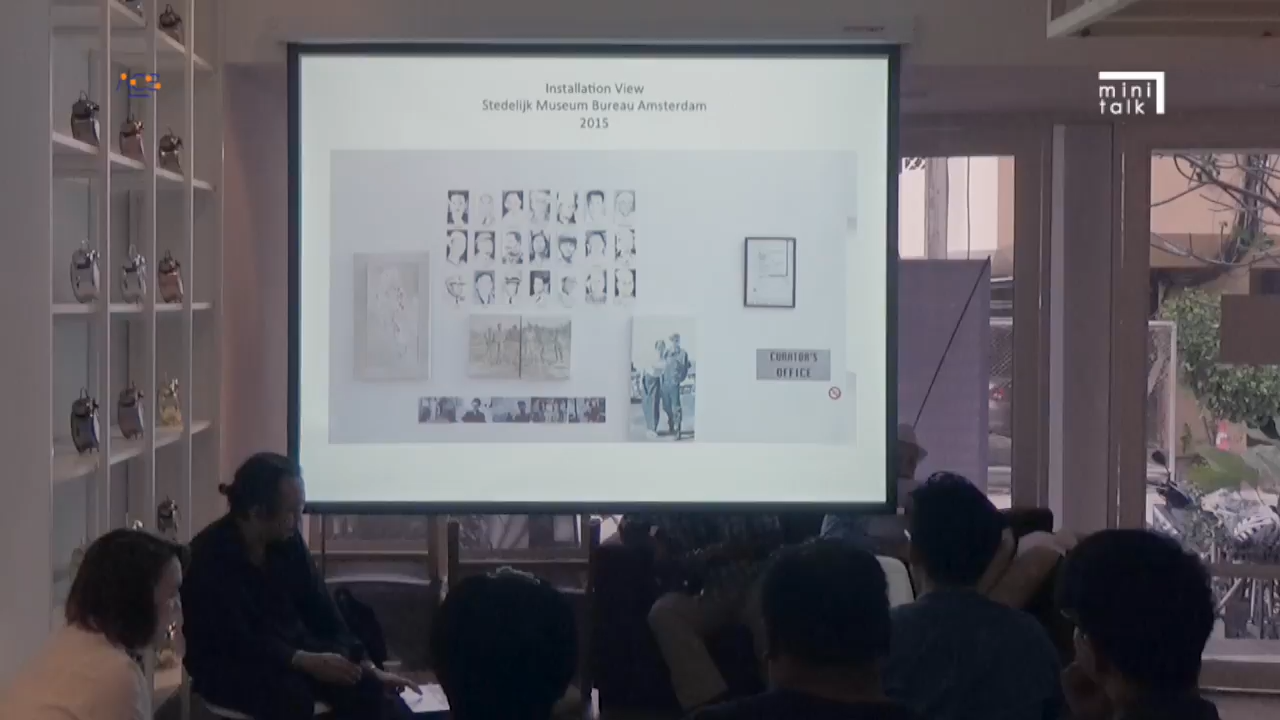 Installation View
Stedelijk Museum Bureau Amsterdam
2015
mini
talk
CURATOR'S
OFFICE